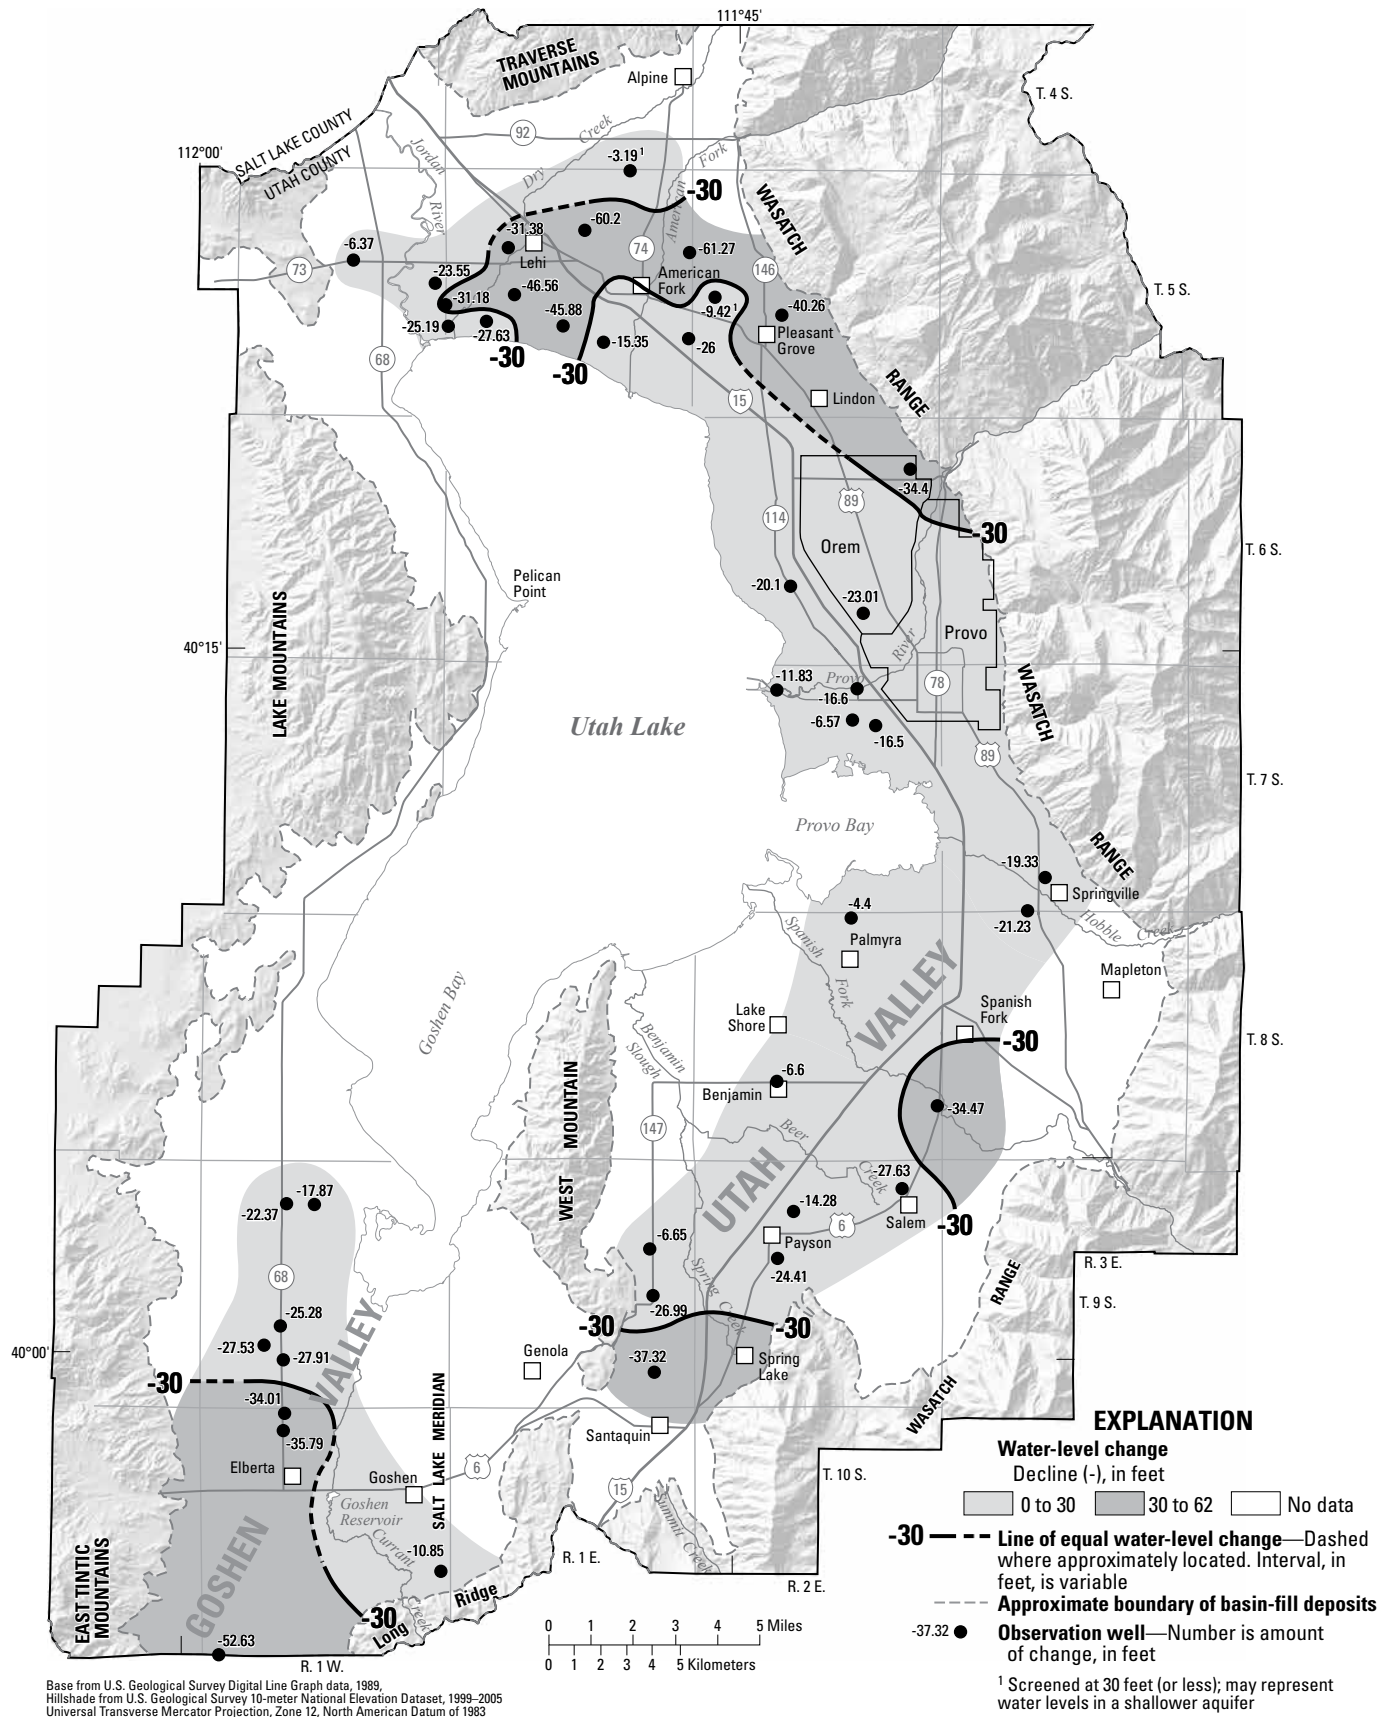 111°45'
TRAVERSE
MOUNTAINS
Alpine
T. 4 S.
SALT LAKE COUNTY
UTAH COUNTY
112°00'
92
Jordan
River
Dry
Creek
American
Fork
-3.19 1
-30
WASATCH
-60.2
-31.38
Lehi
-6.37
73
74
-61.27
146
-23.55
American
Fork
-31.18
-46.56
-9.42 1
-40.26
T. 5 S.
-25.19
-27.63
-45.88
-15.35
-26
Pleasant
Grove
-30
-30
68
15
Lindon
RANGE
-34.4
89
114
-30
Orem
T. 6 S.
Pelican
Point
-20.1
-23.01
LAKE MOUNTAINS
40°15'
Provo
River
Provo
-11.83
-16.6
78
WASATCH
Utah Lake
-6.57
-16.5
89
T. 7 S.
Provo Bay
RANGE
-19.33
Springville
-4.4
-21.23
Hobble
Creek
Spanish
Fork
Palmyra
VALLEY
Mapleton
Goshen Bay
Lake
Shore
Spanish
Fork
-30
T. 8 S.
Benjamin
Slough
WEST MOUNTAIN
-6.6
Benjamin
-34.47
147
Beer
Creek
UTAH
-27.63
-17.87
-22.37
-14.28
Salem
-30
6
Payson
-6.65
-24.41
R. 3 E.
68
Spring Creek
RANGE
T. 9 S.
-25.28
-26.99
-27.53
-30
-30
40°00'
-27.91
VALLEY
Genola
-37.32
Spring
Lake
-30
-34.01
SALT LAKE MERIDIAN
WASATCH
-35.79
Santaquin
Elberta
Goshen
6
15
T. 10 S.
Goshen
Reservoir
Currant
Creek
Summit Creek
GOSHEN
EAST TINTIC
MOUNTAINS
-10.85
R. 1 E.
R. 2 E.
-30
Long
Ridge
-52.63
R. 1 W.
0 1 2 3 4 5 Miles
0 1 2 3 4 5 Kilometers
EXPLANATION
Water-level change
Decline (-), in feet
0 to 30
30 to 62
No data
-30
Line of equal water-level change—Dashed
where approximately located. Interval, in
feet, is variable
Approximate boundary of basin-fill deposits
-37.32
Observation well—Number is amount
of change, in feet
1 Screened at 30 feet (or less); may represent
water levels in a shallower aquifer
Base from U.S. Geological Survey Digital Line Graph data, 1989,
Hillshade from U.S. Geological Survey 10-meter National Elevation Dataset, 1999–2005
Universal Transverse Mercator Projection, Zone 12, North American Datum of 1983